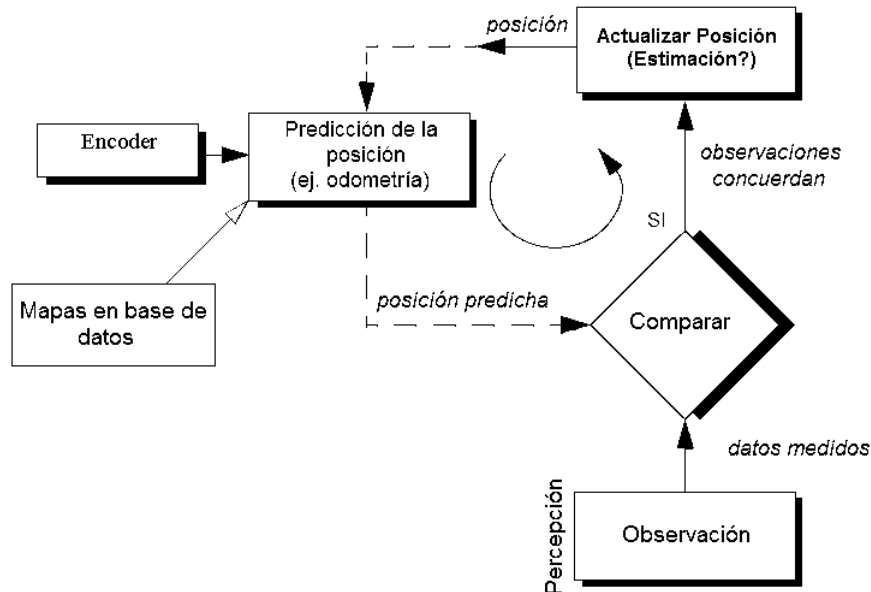 posición
Actualizar Posición
(Estimación?)
Encoder
Predicción de la
posición
(ej. odometría)
observaciones
concuerdan
SI
Mapas en base de
datos
posición predicha
Comparar
datos medidos
Percepción
Observación